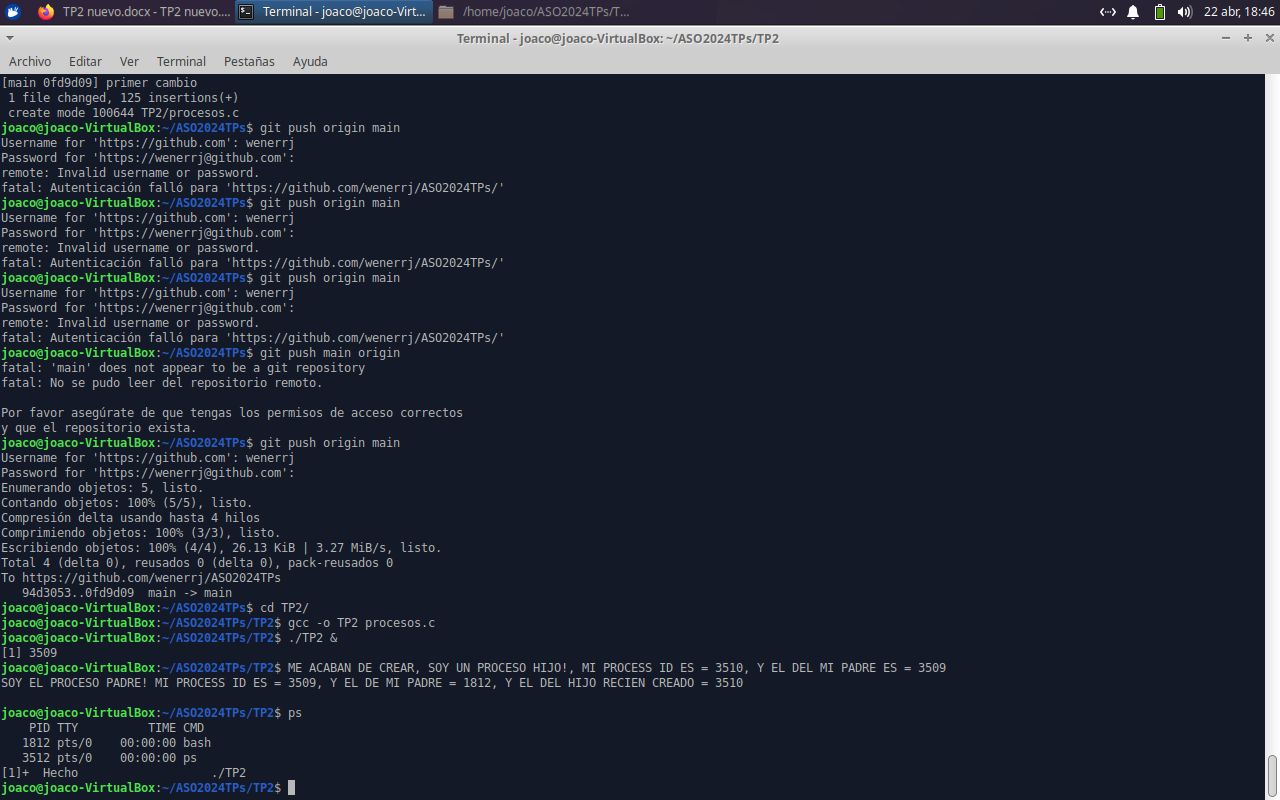 TP2 nuevo.docx - TP2 nuevo....
Terminal - joaco@joaco-Virt...
/home/joaco/ASO2024TPs/T...
22 abr, 18:46
Terminal - joaco@joaco-VirtualBox: ~/ASO2024TPs/TP2
Archivo Editar Ver Terminal Pestañas Ayuda
[main 0fd9d09] primer cambio
 1 file changed, 125 insertions(+)
 create mode 100644 TP2/procesos.c
joaco@joaco-VirtualBox:~/ASO2024TPs$ git push origin main
Username for 'https://github.com': wenerrj
Password for 'https://wenerrj@github.com':
remote: Invalid username or password.
fatal: Autenticación falló para 'https://github.com/wenerrj/ASO2024TPs/'
joaco@joaco-VirtualBox:~/ASO2024TPs$ git push origin main
Username for 'https://github.com': wenerrj
Password for 'https://wenerrj@github.com':
remote: Invalid username or password.
fatal: Autenticación falló para 'https://github.com/wenerrj/ASO2024TPs/'
joaco@joaco-VirtualBox:~/ASO2024TPs$ git push origin main
Username for 'https://github.com': wenerrj
Password for 'https://wenerrj@github.com':
remote: Invalid username or password.
fatal: Autenticación falló para 'https://github.com/wenerrj/ASO2024TPs/'
joaco@joaco-VirtualBox:~/ASO2024TPs$ git push main origin
fatal: 'main' does not appear to be a git repository
fatal: No se pudo leer del repositorio remoto.

Por favor asegúrate de que tengas los permisos de acceso correctos
y que el repositorio exista.
joaco@joaco-VirtualBox:~/ASO2024TPs$ git push origin main
Username for 'https://github.com': wenerrj
Password for 'https://wenerrj@github.com':
Enumerando objetos: 5, listo.
Contando objetos: 100% (5/5), listo.
Compresión delta usando hasta 4 hilos
Comprimiendo objetos: 100% (3/3), listo.
Escribiendo objetos: 100% (4/4), 26.13 KiB | 3.27 MiB/s, listo.
Total 4 (delta 0), reusados 0 (delta 0), pack-reusados 0
To https://github.com/wenerrj/ASO2024TPs
   94d3053..0fd9d09  main -> main
joaco@joaco-VirtualBox:~/ASO2024TPs$ cd TP2/
joaco@joaco-VirtualBox:~/ASO2024TPs/TP2$ gcc -o TP2 procesos.c
joaco@joaco-VirtualBox:~/ASO2024TPs/TP2$ ./TP2 &
[1] 3509
joaco@joaco-VirtualBox:~/ASO2024TPs/TP2$ ME ACABAN DE CREAR, SOY UN PROCESO HIJO!, MI PROCESS ID ES = 3510, Y EL DEL MI PADRE ES = 3509
SOY EL PROCESO PADRE! MI PROCESS ID ES = 3509, Y EL DE MI PADRE = 1812, Y EL DEL HIJO RECIEN CREADO = 3510

joaco@joaco-VirtualBox:~/ASO2024TPs/TP2$ ps
    PID TTY          TIME CMD
   1812 pts/0    00:00:00 bash
   3512 pts/0    00:00:00 ps
[1]+  Hecho                   ./TP2
joaco@joaco-VirtualBox:~/ASO2024TPs/TP2$